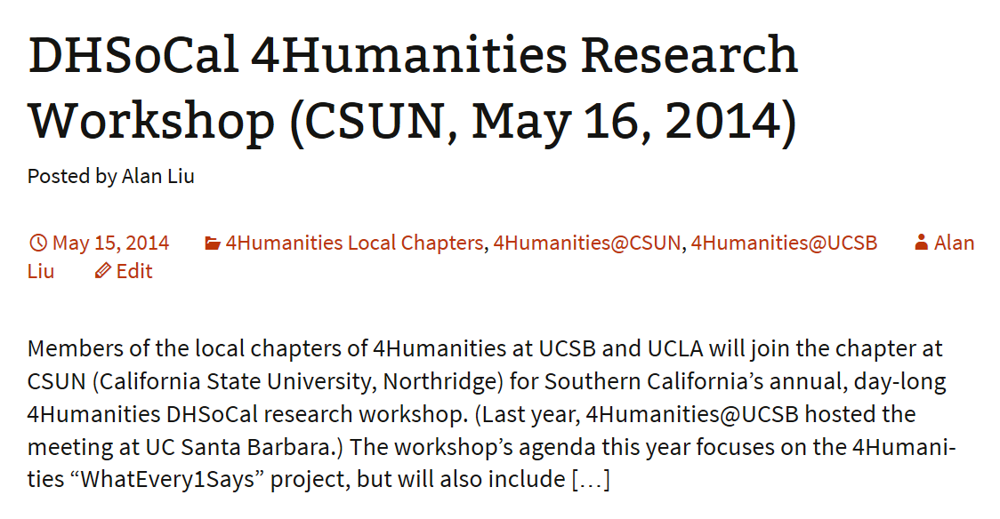 DHSoCal 4Humanities Research
Workshop (CSUN, May 16, 2014)
Posted by Alan Liu
May 15, 2014 4Humanities Local Chapters, 4Humanities@CSUN, 4Humanities@UCSB Alan
Liu Edit
Members of the local chapters of 4Humanities at UCSB and UCLA will join the chapter at
CSUN (California State University, Northridge) for Southern California’s annual, day-long
4Humanities DHSoCal research workshop. (Last year, 4Humanities@UCSB hosted the
meeting at UC Santa Barbara.) The workshop’s agenda this year focuses on the 4Humani-
ties “WhatEvery1Says” project, but will also include […]